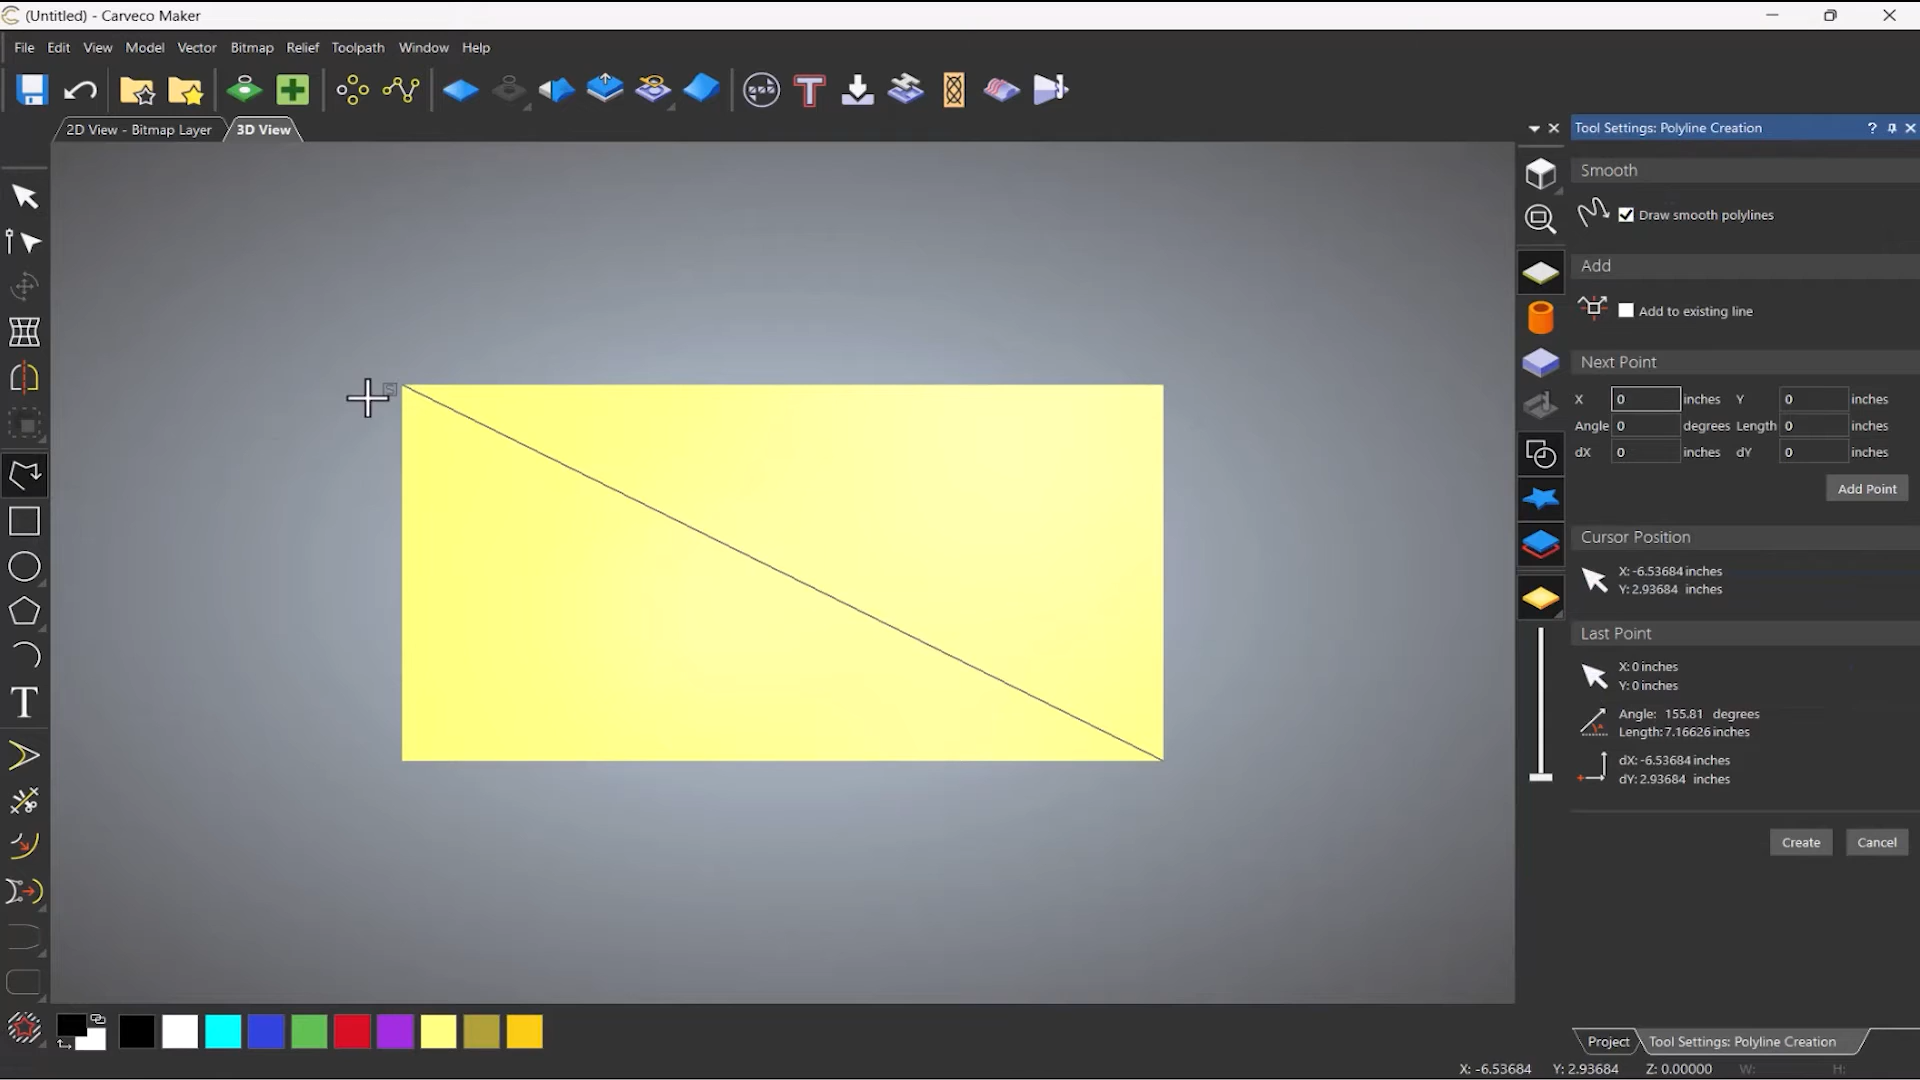 (Untitled) - Carveco Maker
File Edit View Model Vector Bitmap Relief Toolpath Window Help
2D View - Bitmap Layer 3D View
Tool Settings: Polyline Creation ?
Smooth
Draw smooth polylines
Add
Add to existing line
Next Point
X 0 inches Y 0 inches
Angle 0 degrees Length 0 inches
dX 0 inches dY 0 inches
Add Point
Cursor Position
X: -6.53684 inches
Y: 2.93684 inches
Last Point
X: 0 inches
Y: 0 inches
Angle: 155.81 degrees
Length: 7.16626 inches
dX: -6.53684 inches
dY: 2.93684 inches
Create Cancel
Project Tool Settings: Polyline Creation
X: -6.53684 Y: 2.93684 Z: 0.00000 W: H: